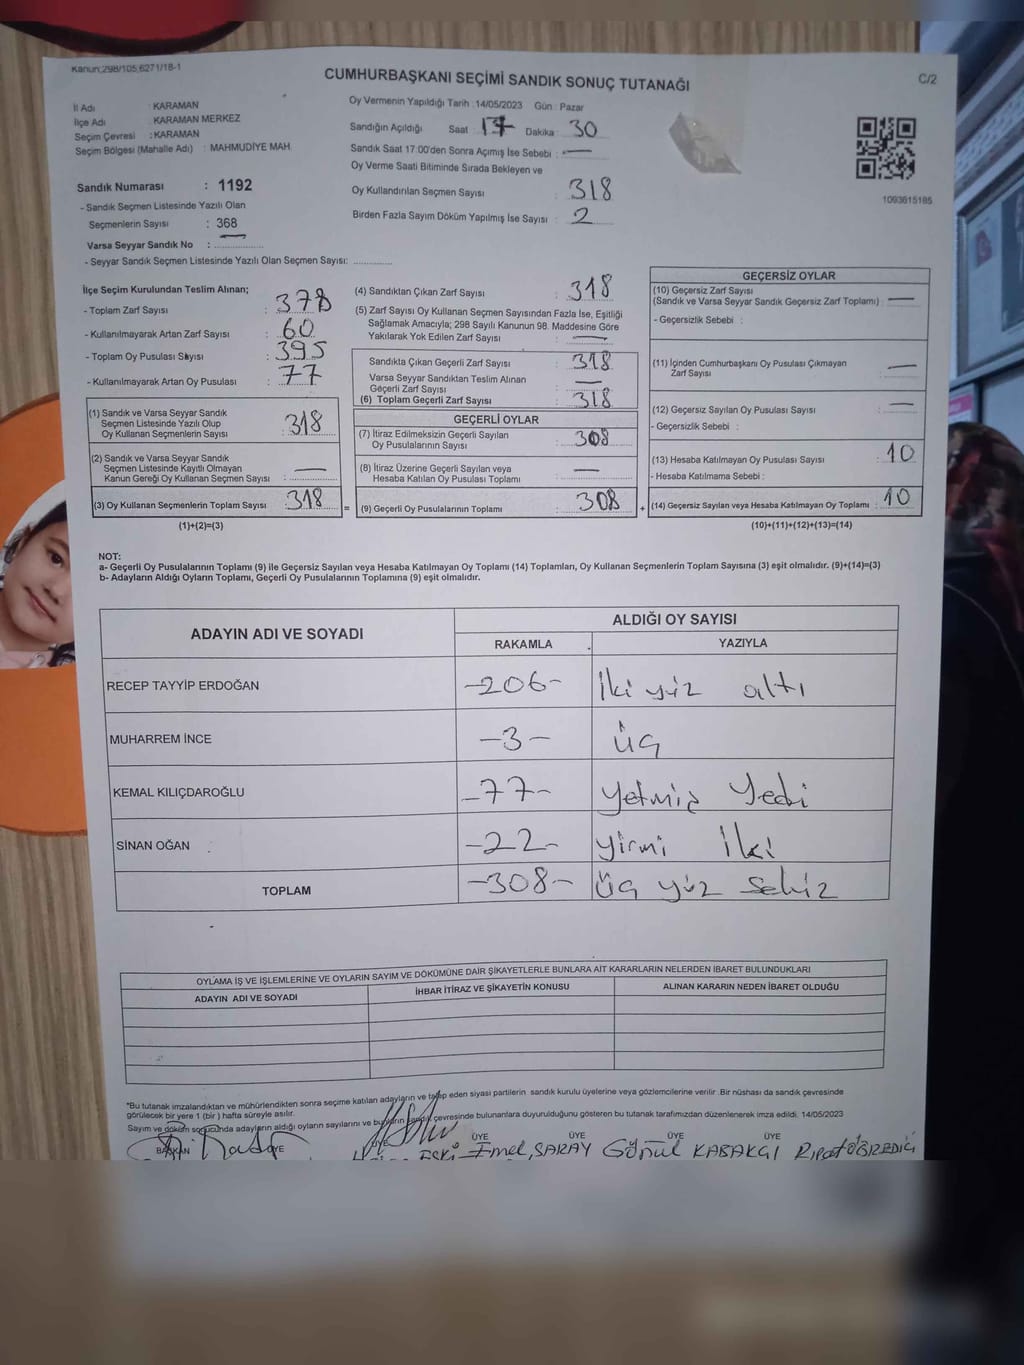 Kanun:298/105;6271/18-1
CUMHURBAŞKANI SEÇİMİ SANDIK SONUÇ TUTANAĞI
C/2
İl Adı : KARAMAN
İlçe Adı : KARAMAN MERKEZ
Seçim Çevresi : KARAMAN
Seçim Bölgesi (Mahalle Adı) : MAHMUDİYE MAH.
Oy Vermenin Yapıldığı Tarih : 14/05/2023 Gün : Pazar
Sandığın Açıldığı Saat 17 Dakika : 30
Sandık Saat 17:00'den Sonra Açımış İse Sebebi : —
Oy Verme Saati Bitiminde Sırada Bekleyen ve
Oy Kullandırılan Seçmen Sayısı : 318
Birden Fazla Sayım Döküm Yapılmış İse Sayısı : 2
1093615185
Sandık Numarası : 1192
- Sandık Seçmen Listesinde Yazılı Olan
Seçmenlerin Sayısı : 368
Varsa Seyyar Sandık No : —
- Seyyar Sandık Seçmen Listesinde Yazılı Olan Seçmen Sayısı:
İlçe Seçim Kurulundan Teslim Alınan;
- Toplam Zarf Sayısı : 378
- Kullanılmayarak Artan Zarf Sayısı : 60
- Toplam Oy Pusulası Sayısı : 395
- Kullanılmayarak Artan Oy Pusulası : 77
(1) Sandık ve Varsa Seyyar Sandık
Seçmen Listesinde Yazılı Olup
Oy Kullanan Seçmenlerin Sayısı : 318
(2) Sandık ve Varsa Seyyar Sandık
Seçmen Listesinde Kayıtlı Olmayan
Kanun Gereği Oy Kullanan Seçmen Sayısı : —
(3) Oy Kullanan Seçmenlerin Toplam Sayısı : 318 =
(1)+(2)=(3)
(4) Sandıktan Çıkan Zarf Sayısı : 318
(5) Zarf Sayısı Oy Kullanan Seçmen Sayısından Fazla İse, Eşitliği
Sağlamak Amacıyla; 298 Sayılı Kanunun 98. Maddesine Göre
Yakılarak Yok Edilen Zarf Sayısı : —
Sandıkta Çıkan Geçerli Zarf Sayısı : 318
Varsa Seyyar Sandıktan Teslim Alınan
Geçerli Zarf Sayısı : —
(6) Toplam Geçerli Zarf Sayısı : 318
GEÇERLİ OYLAR
(7) İtiraz Edilmeksizin Geçerli Sayılan
Oy Pusulalarının Sayısı : 308
(8) İtiraz Üzerine Geçerli Sayılan veya
Hesaba Katılan Oy Pusulası Toplamı : —
(9) Geçerli Oy Pusulalarının Toplamı : 308 +
GEÇERSİZ OYLAR
(10) Geçersiz Zarf Sayısı
(Sandık ve Varsa Seyyar Sandık Geçersiz Zarf Toplamı) : —
- Geçersizlik Sebebi :
(11) İçinden Cumhurbaşkanı Oy Pusulası Çıkmayan
Zarf Sayısı : —
(12) Geçersiz Sayılan Oy Pusulası Sayısı : —
- Geçersizlik Sebebi :
(13) Hesaba Katılmayan Oy Pusulası Sayısı : 10
- Hesaba Katılmama Sebebi :
(14) Geçersiz Sayılan veya Hesaba Katılmayan Oy Toplamı : 10
(10)+(11)+(12)+(13)=(14)
NOT:
a- Geçerli Oy Pusulalarının Toplamı (9) ile Geçersiz Sayılan veya Hesaba Katılmayan Oy Toplamı (14) Toplamları, Oy Kullanan Seçmenlerin Toplam Sayısına (3) eşit olmalıdır. (9)+(14)=(3)
b- Adayların Aldığı Oyların Toplamı, Geçerli Oy Pusulalarının Toplamına (9) eşit olmalıdır.
ADAYIN ADI VE SOYADI
ALDIĞI OY SAYISI
RAKAMLA YAZIYLA
RECEP TAYYİP ERDOĞAN -206- İki yüz altı
MUHARREM İNCE -3- üç
KEMAL KILIÇDAROĞLU -77- yetmiş Yedi
SİNAN OĞAN -22- yirmi İki
TOPLAM -308- üç yüz sekiz
OYLAMA İŞ VE İŞLEMLERİNE VE OYLARIN SAYIM VE DÖKÜMÜNE DAİR ŞİKAYETLERLE BUNLARA AİT KARARLARIN NELERDEN İBARET BULUNDUKLARI
ADAYIN ADI VE SOYADI İHBAR İTİRAZ VE ŞİKAYETİN KONUSU ALINAN KARARIN NEDEN İBARET OLDUĞU
*Bu tutanak imzalandıktan ve mühürlendikten sonra seçime katılan adayların ve talep eden siyasi partilerin sandık kurulu üyelerine veya gözlemcilerine verilir .Bir nüshası da sandık çevresinde
görülecek bir yere 1 (bir ) hafta süreyle asılır.
Sayım ve döküm sonucunda adayların aldığı oyların sayılarını ve bunların sandık çevresinde bulunanlara duyurulduğunu gösteren bu tutanak tarafımızdan düzenlenerek imza edildi. 14/05/2023
BAŞKAN ÜYE ÜYE ÜYE ÜYE ÜYE ÜYE
Emel SARAY Gönül KABAKÇI